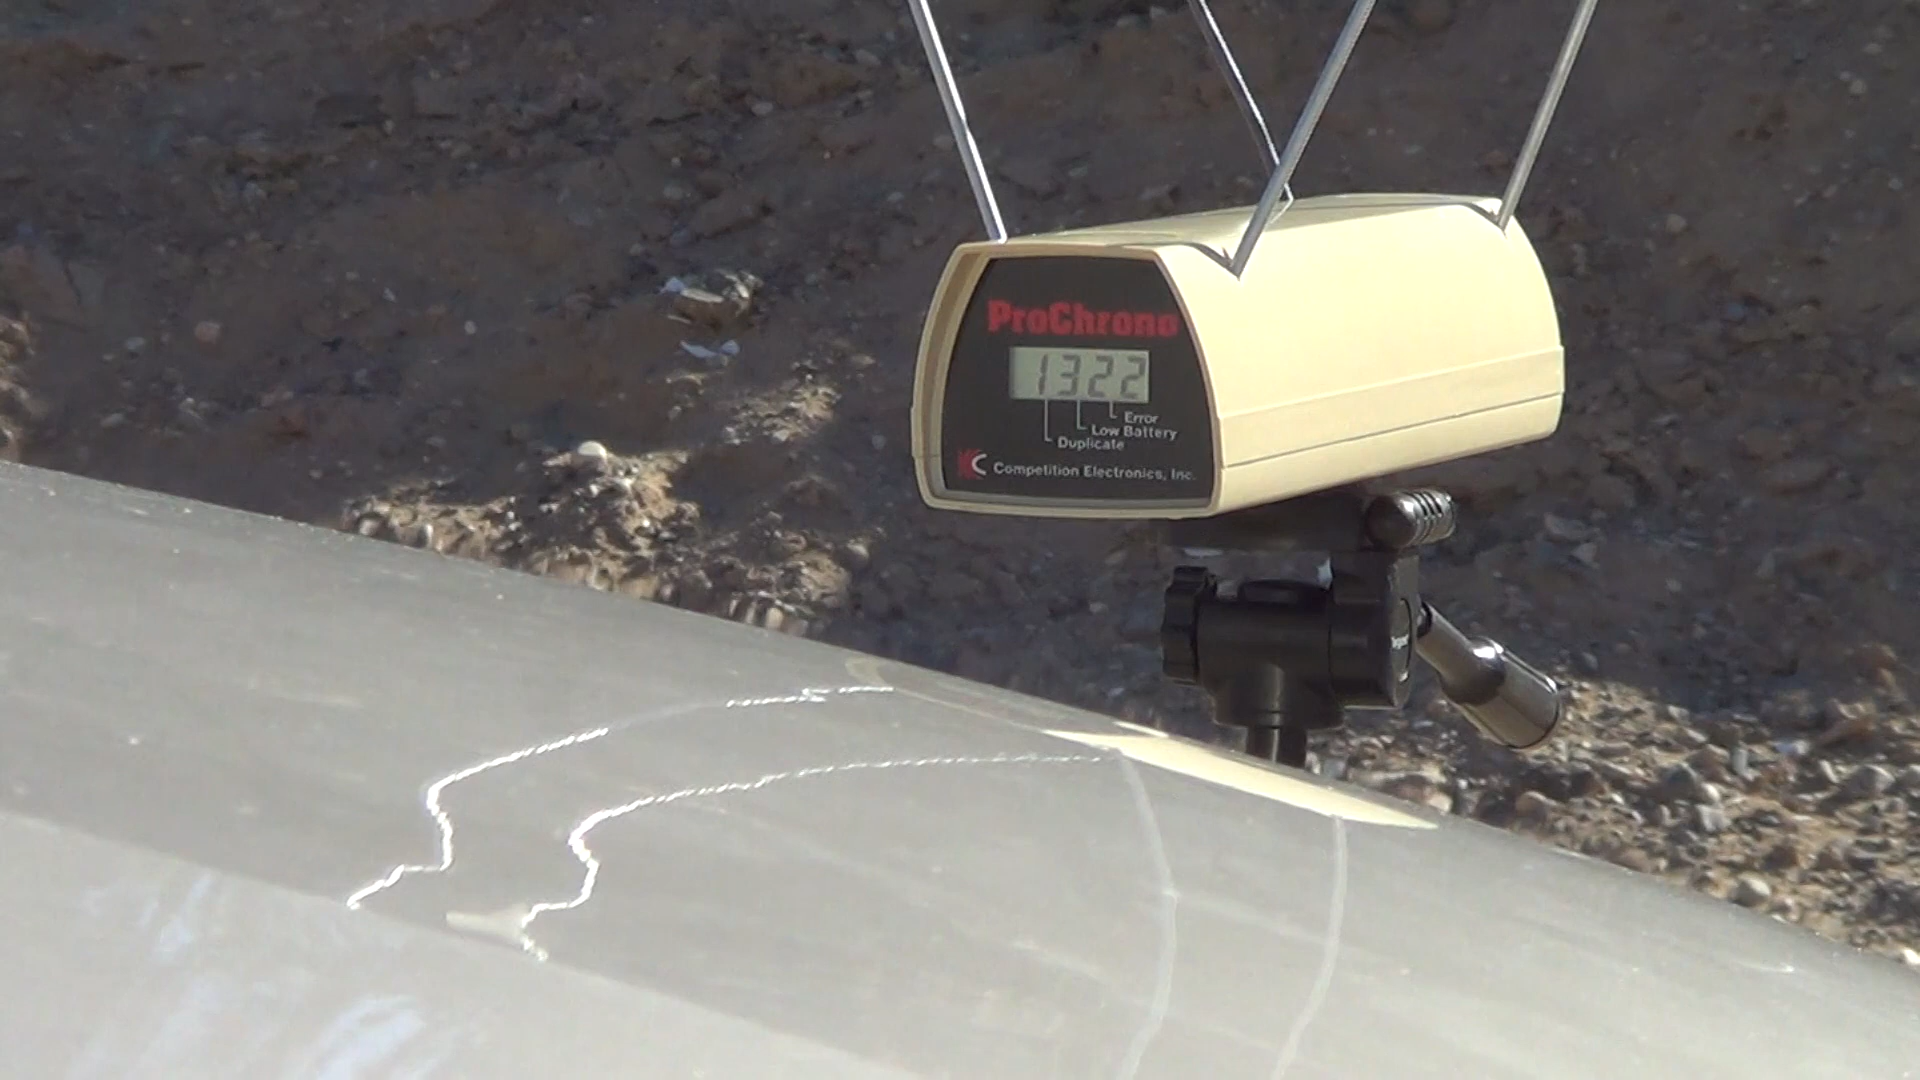 ProChrono
1322
Error
Low Battery
Duplicate
Competition Electronics, Inc.